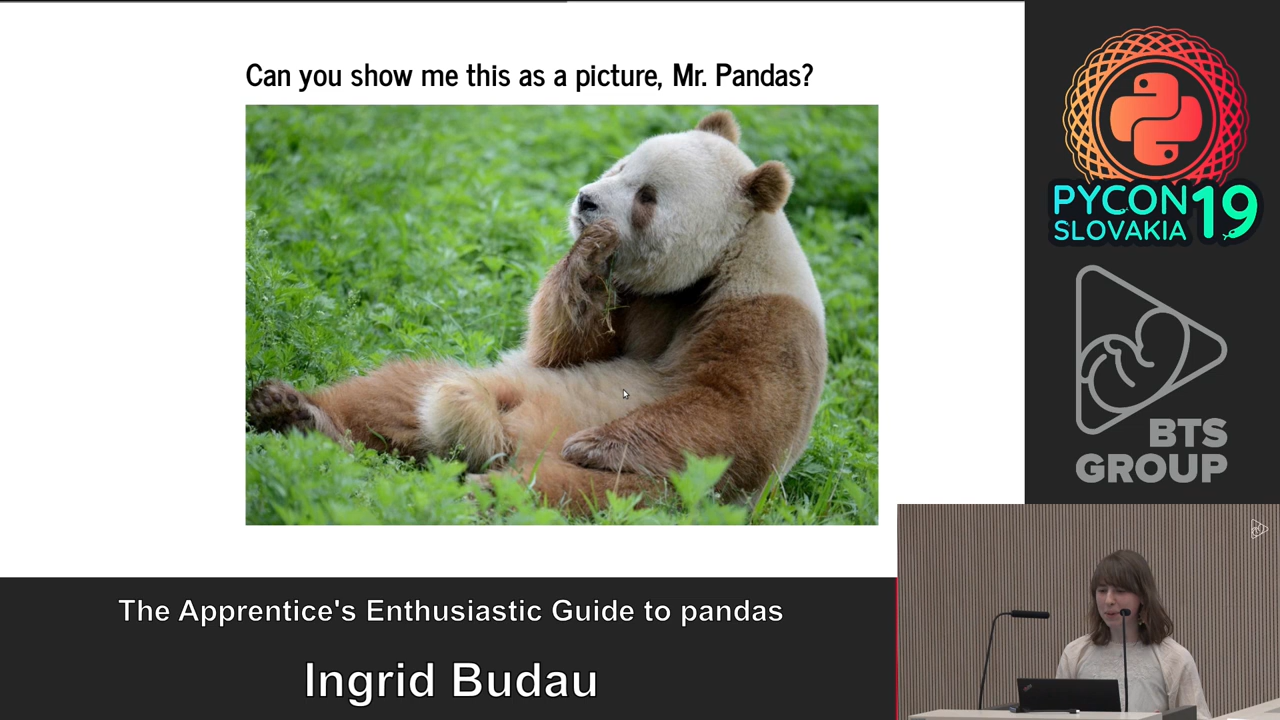 Can you show me this as a picture, Mr. Pandas?
PYCON 19
SLOVAKIA
BTS
GROUP
The Apprentice's Enthusiastic Guide to pandas
Ingrid Budau